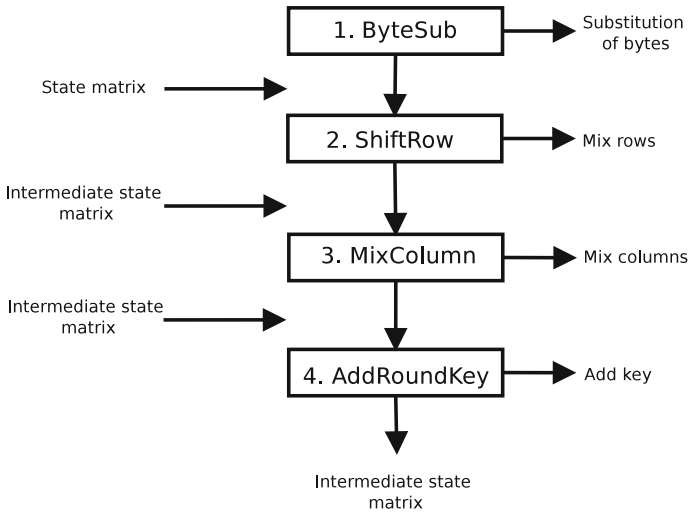 1. ByteSub
Substitution
of bytes
State matrix
2. ShiftRow
Mix rows
Intermediate state
matrix
3. MixColumn
Mix columns
Intermediate state
matrix
4. AddRoundKey
Add key
Intermediate state
matrix